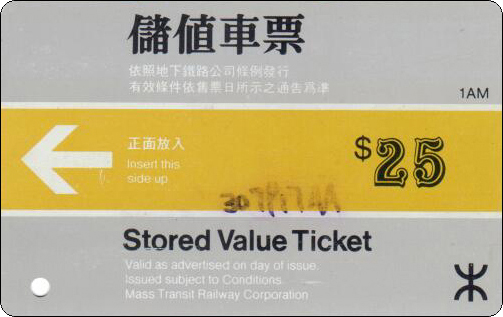 儲值車票
依照地下鐵路公司條例發行
有效條件依售票日所示之通告爲準
1AM
正面放入
Insert this
side up
$25
Stored Value Ticket
Valid as advertised on day of issue.
Issued subject to Conditions.
Mass Transit Railway Corporation